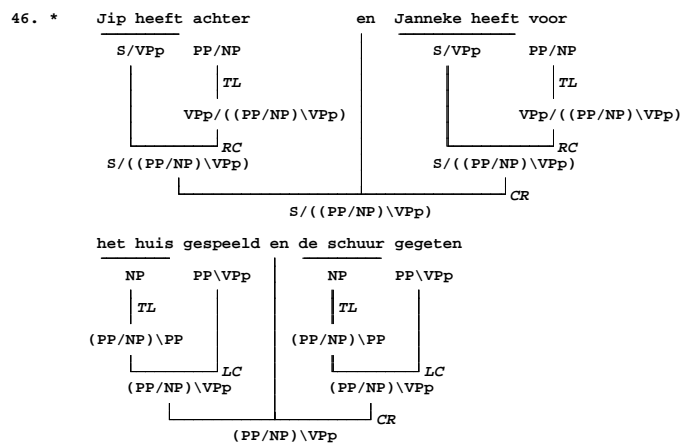 46. * Jip heeft achter en Janneke heeft voor
S/VPp PP/NP S/VPp PP/NP
TL TL
VPp/((PP/NP)\VPp) VPp/((PP/NP)\VPp)
RC RC
S/((PP/NP)\VPp) S/((PP/NP)\VPp)
CR
S/((PP/NP)\VPp)
het huis gespeeld en de schuur gegeten
NP PP\VPp NP PP\VPp
TL TL
(PP/NP)\PP (PP/NP)\PP
LC LC
(PP/NP)\VPp (PP/NP)\VPp
CR
(PP/NP)\VPp